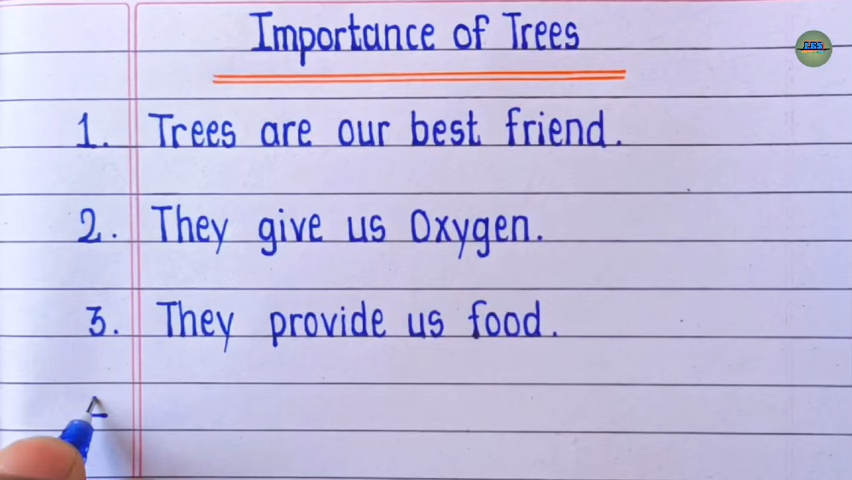 Importance of Trees
1. Trees are our best friend.
2. They give us Oxygen.
3. They provide us food.